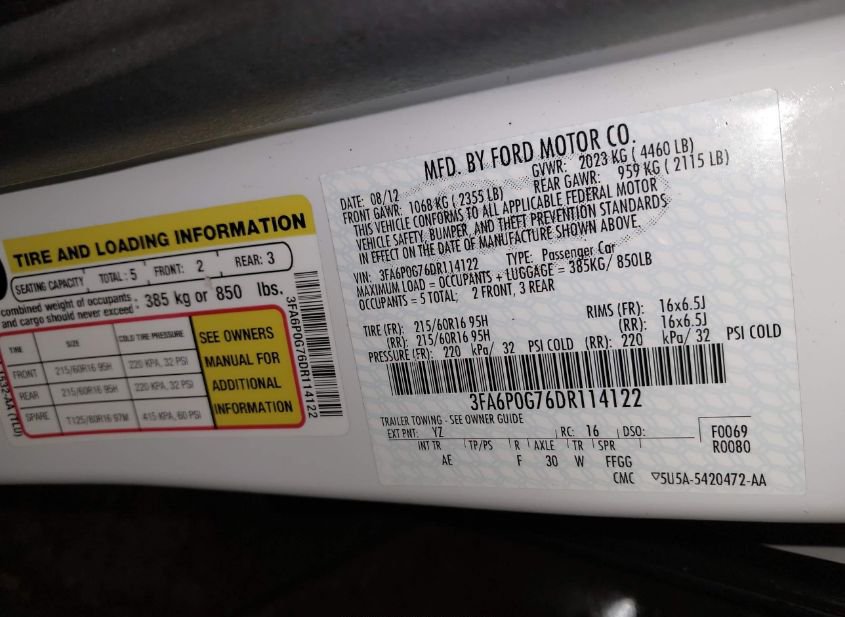 TIRE AND LOADING INFORMATION
SEATING CAPACITY TOTAL: 5 FRONT: 2 REAR: 3
combined weight of occupants and cargo should never exceed : 385 kg or 850 lbs.
TIRE SIZE COLD TIRE PRESSURE
FRONT 215/60R16 95H 220 KPA, 32 PSI
REAR 215/60R16 95H 220 KPA, 32 PSI
SPARE T125/80R16 97M 415 KPA, 60 PSI
SEE OWNERS
MANUAL FOR
ADDITIONAL
INFORMATION
3FA6P0G76DR114122
MFD. BY FORD MOTOR CO.
DATE: 08/12 GVWR: 2023 KG ( 4460 LB)
FRONT GAWR: 1068 KG ( 2355 LB) REAR GAWR: 959 KG ( 2115 LB)
THIS VEHICLE CONFORMS TO ALL APPLICABLE FEDERAL MOTOR
VEHICLE SAFETY, BUMPER, AND THEFT PREVENTION STANDARDS
IN EFFECT ON THE DATE OF MANUFACTURE SHOWN ABOVE.
VIN: 3FA6P0G76DR114122 TYPE: Passenger Car
MAXIMUM LOAD = OCCUPANTS + LUGGAGE = 385KG/ 850LB
OCCUPANTS = 5 TOTAL; 2 FRONT, 3 REAR
TIRE (FR): 215/60R16 95H RIMS (FR): 16x6.5J
(RR): 215/60R16 95H (RR): 16x6.5J
PRESSURE (FR): 220 kPa/ 32 PSI COLD (RR): 220 kPa/ 32 PSI COLD
3FA6P0G76DR114122
TRAILER TOWING - SEE OWNER GUIDE
EXT PNT: YZ RC: 16 DSO: F0069
INT TR TP/PS R AXLE TR SPR R0080
AE F 30 W FFGG
CMC 5U5A-5420472-AA